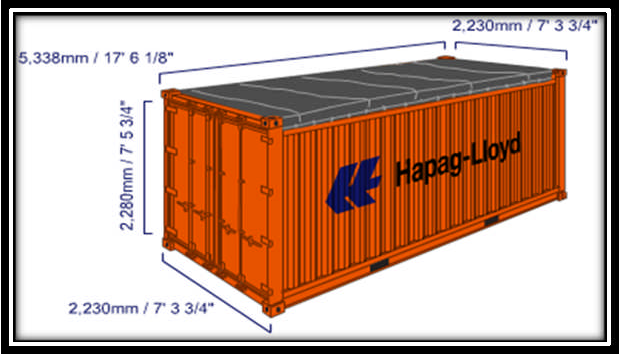 2,230mm / 7' 3 3/4"
5,338mm / 17' 6 1/8"
2,280mm / 7' 5 3/4"
Hapag-Lloyd
2,230mm / 7' 3 3/4"